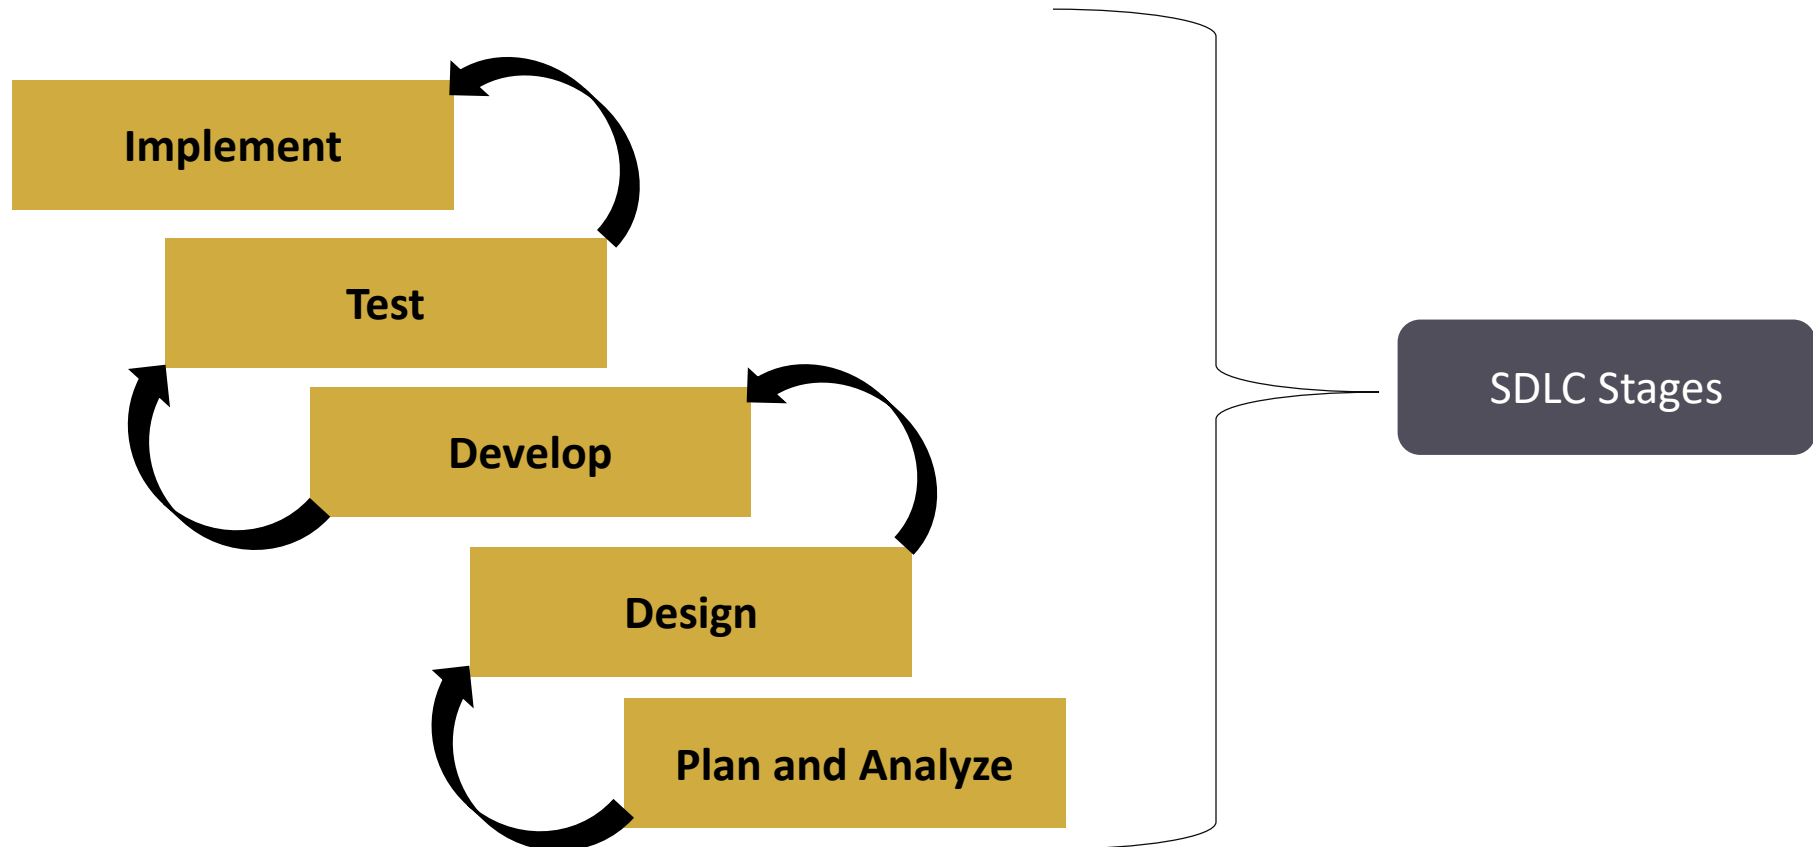 Implement
Test
Develop
Design
Plan and Analyze
SDLC Stages